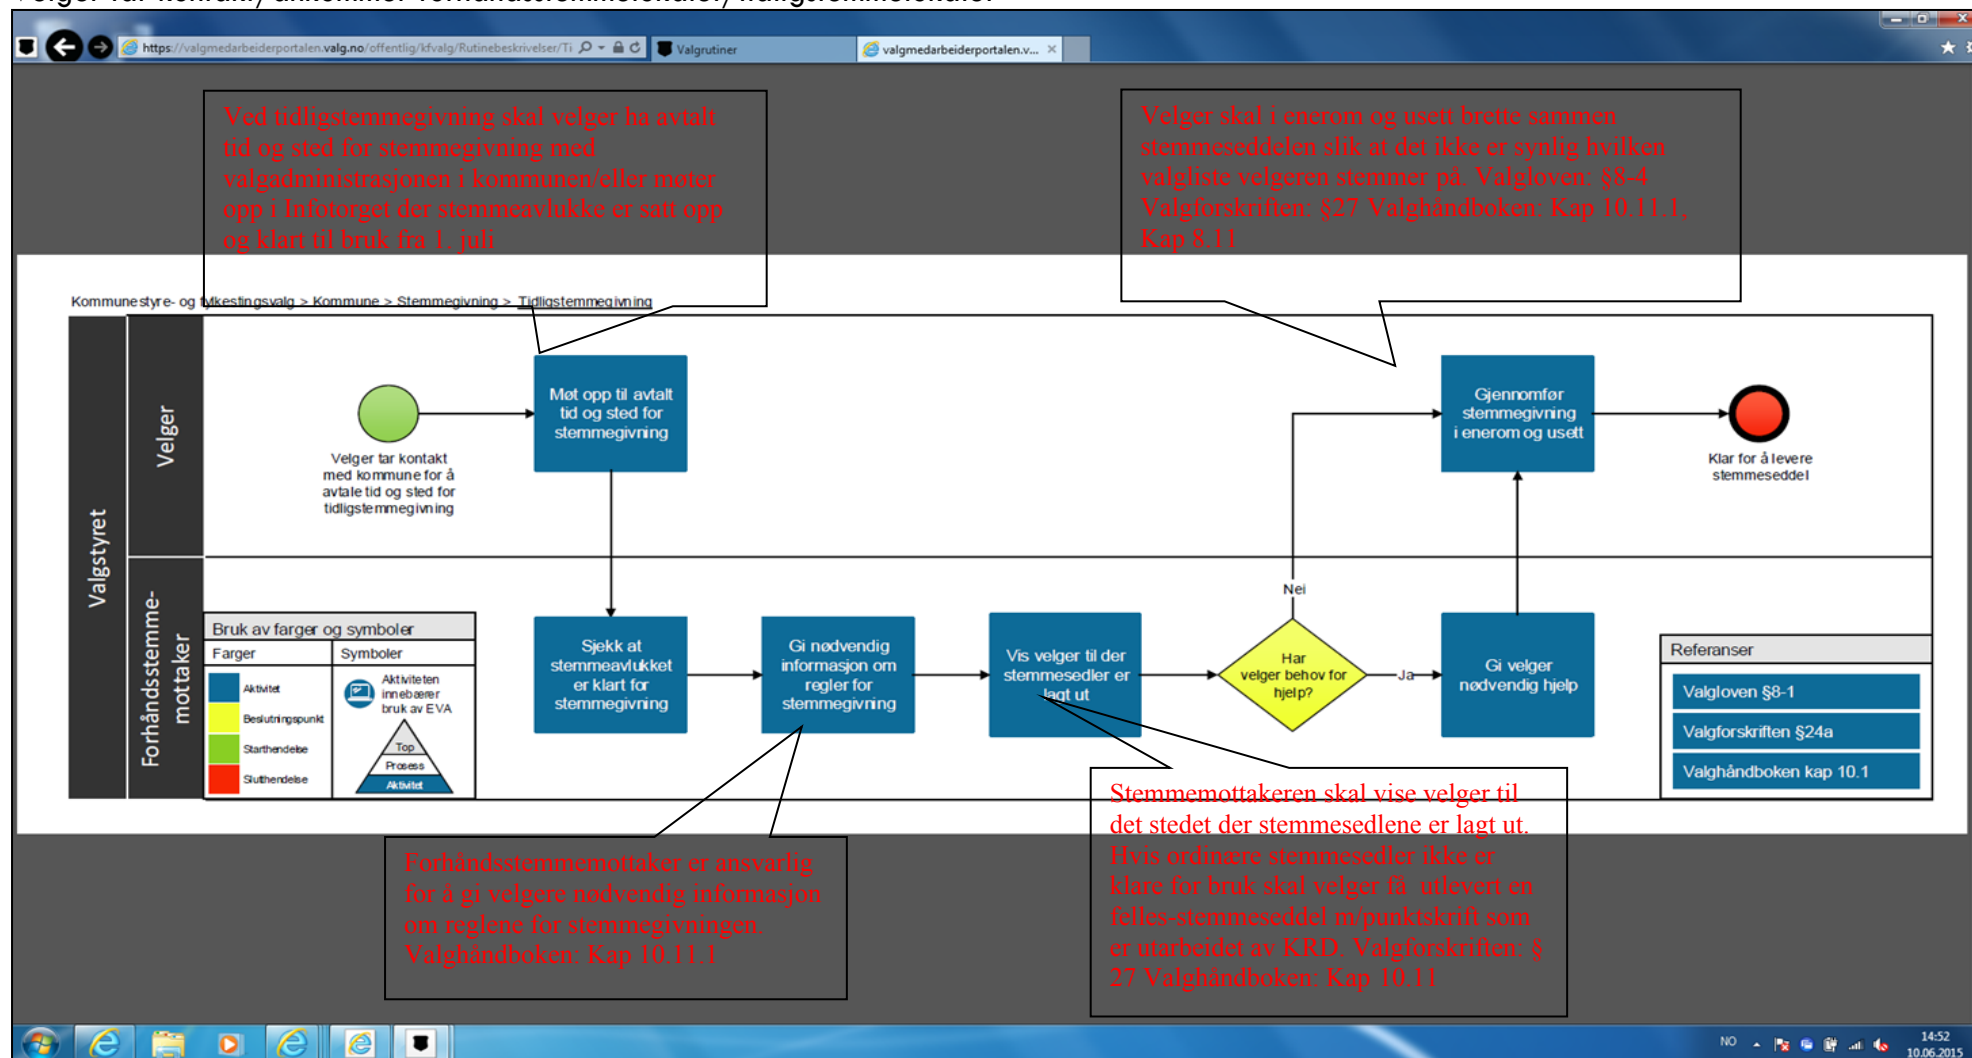 Velger tar kontakt/ankommer forhåndsstemmelokaler/tidligstemmelokaler
https://valgmedarbeiderportalen.valg.no/offentlig/kfvalg/Rutinebeskrivelser/Ti
Valgrutiner
valgmedarbeiderportalen.v...
Ved tidligstemmegivning skal velger ha avtalt
tid og sted for stemmegivning med
valgadministrasjonen i kommunen/eller møter
opp i Infotorget der stemmeavlukke er satt opp
og klart til bruk fra 1. juli
Velger skal i enerom og usett brette sammen
stemmeseddelen slik at det ikke er synlig hvilken
valgliste velgeren stemmer på. Valgloven: §8-4
Valgforskriften: §27 Valghåndboken: Kap 10.11.1,
Kap 8.11
Kommunestyre- og fylkestingsvalg > Kommune > Stemmegivning > Tidligstemmegivning
Valgstyret
Velger
Velger tar kontakt
med kommune for å
avtale tid og sted for
tidligstemmegivning
Møt opp til avtalt
tid og sted for
stemmegivning
Gjennomfør
stemmegivning
i enerom og usett
Klar for å levere
stemmeseddel
Forhåndsstemme-
mottaker
Bruk av farger og symboler
Farger
Symboler
Aktivitet
Beslutningspunkt
Starthendelse
Slutthendelse
Aktiviteten
innebærer
bruk av EVA
Top
Prosess
Aktivitet
Sjekk at
stemmeavlukket
er klart for
stemmegivning
Gi nødvendig
informasjon om
regler for
stemmegivning
Vis velger til der
stemmesedler er
lagt ut
Har
velger behov for
hjelp?
Nei
Ja
Gi velger
nødvendig hjelp
Referanser
Valgloven §8-1
Valgforskriften §24a
Valghåndboken kap 10.1
Forhåndsstemmemottaker er ansvarlig
for å gi velgere nødvendig informasjon
om reglene for stemmegivningen.
Valghåndboken: Kap 10.11.1
Stemmemottakeren skal vise velger til
det stedet der stemmesedlene er lagt ut.
Hvis ordinære stemmesedler ikke er
klare for bruk skal velger få utlevert en
felles-stemmeseddel m/punktskrift som
er utarbeidet av KRD. Valgforskriften: §
27 Valghåndboken: Kap 10.11
NO
14:52
10.06.2015